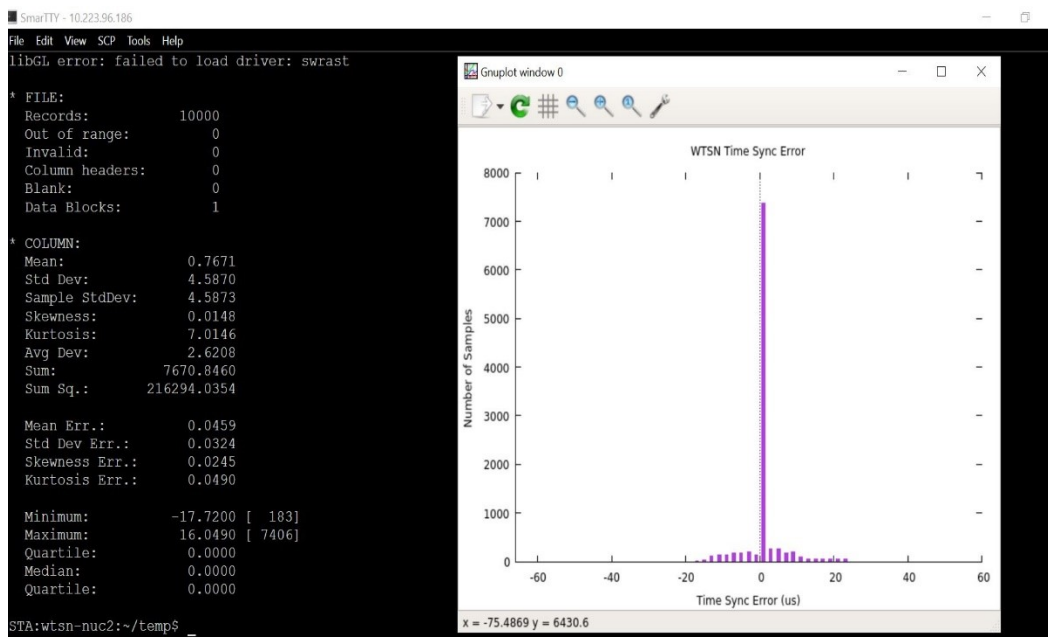 SmarTTY - 10.223.96.186
File Edit View SCP Tools Help
libGL error: failed to load driver: swrast
* FILE:
Records: 10000
Out of range: 0
Invalid: 0
Column headers: 0
Blank: 0
Data Blocks: 1
* COLUMN:
Mean: 0.7671
Std Dev: 4.5870
Sample StdDev: 4.5873
Skewness: 0.0148
Kurtosis: 7.0146
Avg Dev: 2.6208
Sum: 7670.8460
Sum Sq.: 216294.0354
Mean Err.: 0.0459
Std Dev Err.: 0.0324
Skewness Err.: 0.0245
Kurtosis Err.: 0.0490
Minimum: -17.7200 [ 183]
Maximum: 16.0490 [ 7406]
Quartile: 0.0000
Median: 0.0000
Quartile: 0.0000
STA:wtsn-nuc2:~/temp$ _
Gnuplot window 0
WTSN Time Sync Error
8000
7000
6000
5000
4000
3000
2000
1000
0
Number of Samples
-60 -40 -20 0 20 40 60
Time Sync Error (us)
x = -75.4869 y = 6430.6